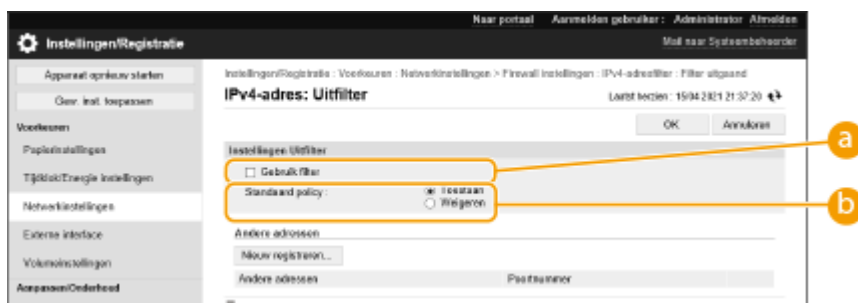 Naar portaal Aanmelden gebruiker : Administrator Afmelden
Instellingen/Registratie
Mail naar Systeembeheerder
Apparaat opnieuw starten
Gewr. inst. toepassen
Voorkeuren
Papierinstellingen
Tijdklok/Energie instellingen
Netwerkinstellingen
Externe interface
Volumeinstellingen
Aanpassen/Onderhoud
Instellingen/Registratie : Voorkeuren : Netwerkinstellingen > Firewall instellingen : IPv4-adresfilter : Filter uitgaand
IPv4-adres: Uitfilter
Laatst herzien : 15/04 2021 21:37:20
OK Annuleren
Instellingen Uitfilter
Gebruik filter
a
Standaard policy :
Toestaan
Weigeren
b
Andere adressen
Nieuw registreren...
Andere adressen Poortnummer